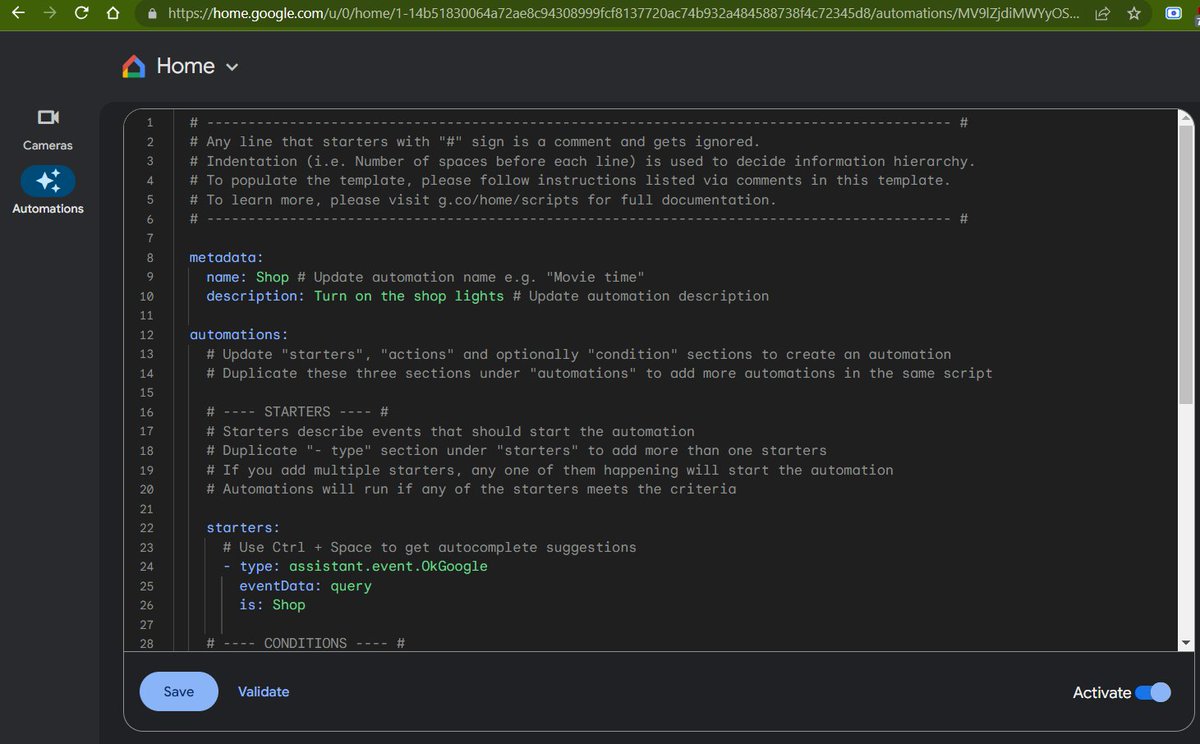 https://home.google.com/u/0/home/1-14b51830064a72ae8c94308999fcf8137720ac74b932a484588738f4c72345d8/automations/MV9lZjdiMWYyOS...
Home
Cameras
Automations
1 # ------------------------------------------------------------------------------------------ #
2 # Any line that starters with "#" sign is a comment and gets ignored.
3 # Indentation (i.e. Number of spaces before each line) is used to decide information hierarchy.
4 # To populate the template, please follow instructions listed via comments in this template.
5 # To learn more, please visit g.co/home/scripts for full documentation.
6 # ------------------------------------------------------------------------------------------ #
7
8 metadata:
9   name: Shop # Update automation name e.g. "Movie time"
10   description: Turn on the shop lights # Update automation description
11
12 automations:
13   # Update "starters", "actions" and optionally "condition" sections to create an automation
14   # Duplicate these three sections under "automations" to add more automations in the same script
15
16   # ---- STARTERS ---- #
17   # Starters describe events that should start the automation
18   # Duplicate "- type" section under "starters" to add more than one starters
19   # If you add multiple starters, any one of them happening will start the automation
20   # Automations will run if any of the starters meets the criteria
21
22   starters:
23     # Use Ctrl + Space to get autocomplete suggestions
24     - type: assistant.event.OkGoogle
25       eventData: query
26       is: Shop
27
28   # ---- CONDITIONS ---- #
Save
Validate
Activate